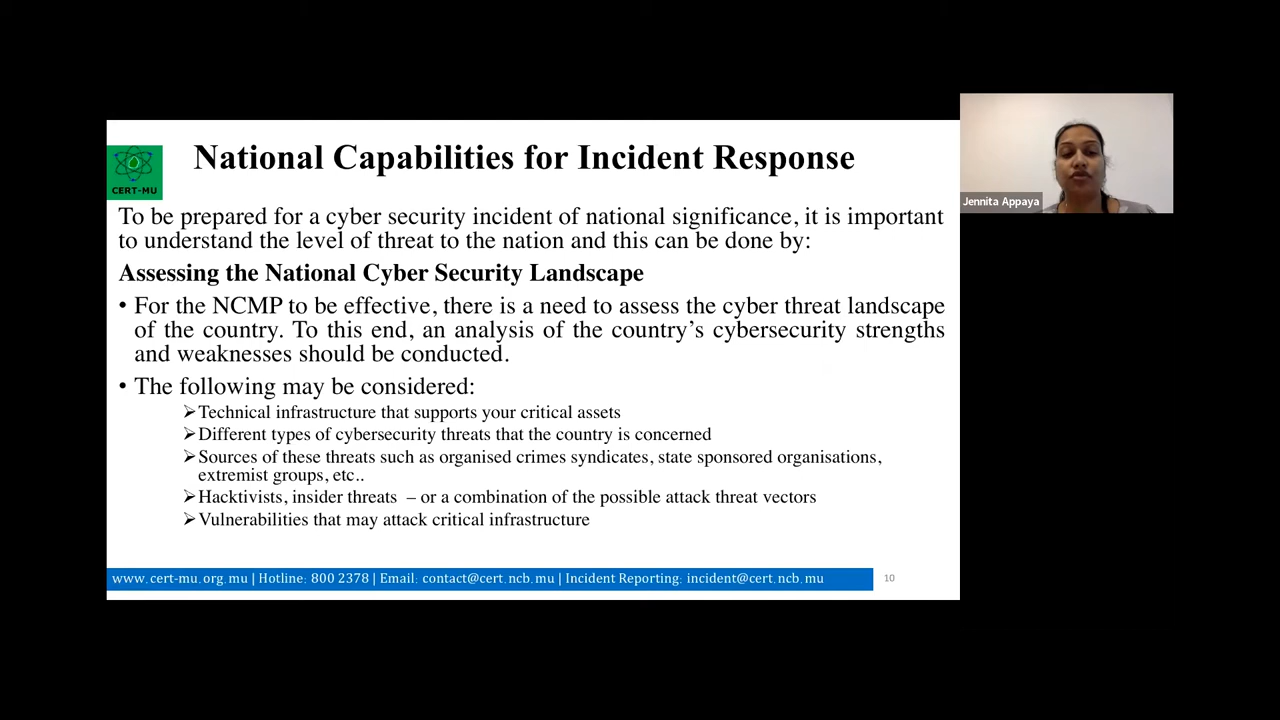 National Capabilities for Incident Response
CERT-MU
To be prepared for a cyber security incident of national significance, it is important
to understand the level of threat to the nation and this can be done by:
Assessing the National Cyber Security Landscape
• For the NCMP to be effective, there is a need to assess the cyber threat landscape
of the country. To this end, an analysis of the country’s cybersecurity strengths
and weaknesses should be conducted.
• The following may be considered:
➢Technical infrastructure that supports your critical assets
➢Different types of cybersecurity threats that the country is concerned
➢Sources of these threats such as organised crimes syndicates, state sponsored organisations,
extremist groups, etc..
➢Hacktivists, insider threats – or a combination of the possible attack threat vectors
➢Vulnerabilities that may attack critical infrastructure
www.cert-mu.org.mu | Hotline: 800 2378 | Email: contact@cert.ncb.mu | Incident Reporting: incident@cert.ncb.mu
10
Jennita Appaya